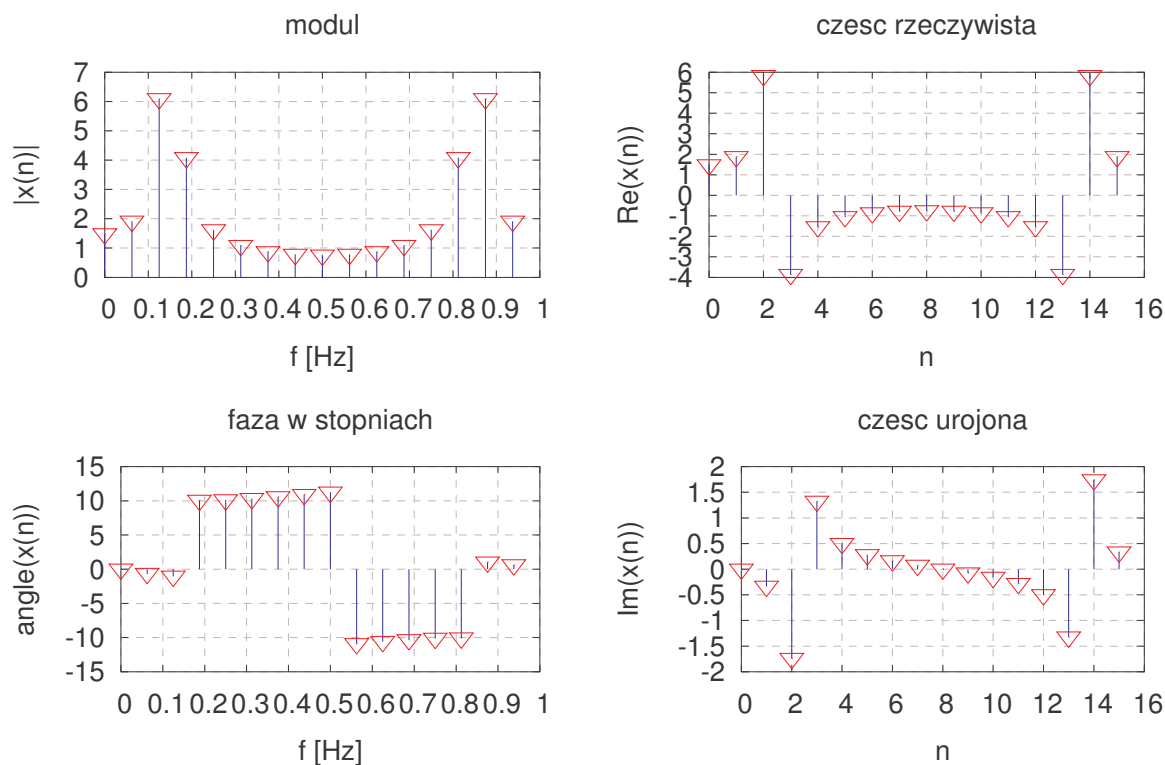 modul
|x(n)|
7
6
5
4
3
2
1
0
0 0.1 0.2 0.3 0.4 0.5 0.6 0.7 0.8 0.9 1
f [Hz]
czesc rzeczywista
Re(x(n))
6
5
4
3
2
1
0
-1
-2
-3
-4
0 2 4 6 8 10 12 14 16
n
faza w stopniach
angle(x(n))
15
10
5
0
-5
-10
-15
0 0.1 0.2 0.3 0.4 0.5 0.6 0.7 0.8 0.9 1
f [Hz]
czesc urojona
Im(x(n))
2
1.5
1
0.5
0
-0.5
-1
-1.5
-2
0 2 4 6 8 10 12 14 16
n